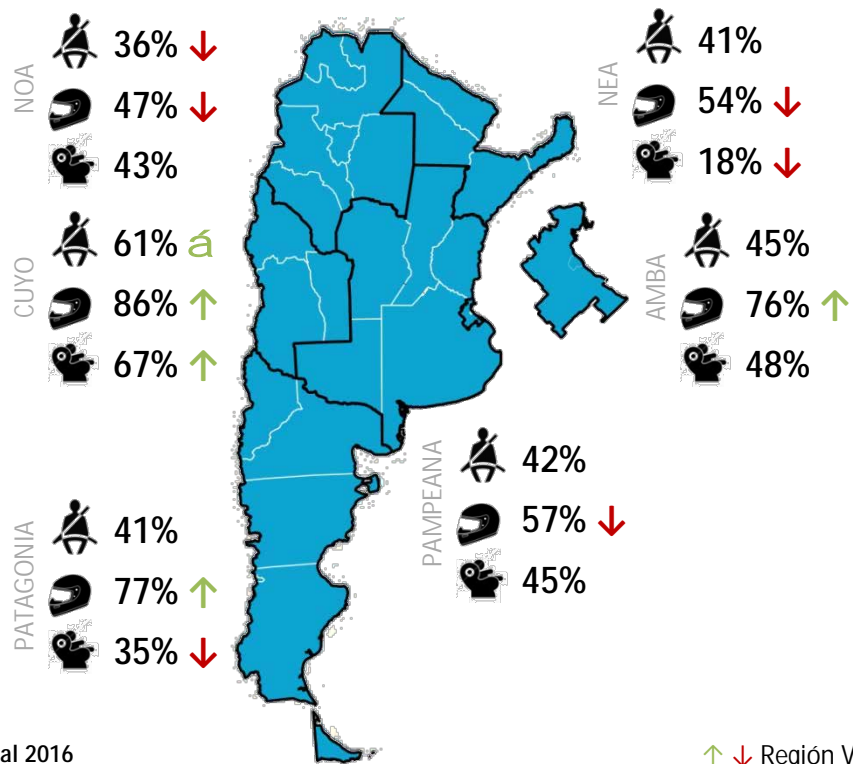 NOA
36% ↓
47% ↓
43%
NEA
41%
54% ↓
18% ↓
CUYO
61% á
86% ↑
67% ↑
AMBA
45%
76% ↑
48%
PAMPEANA
42%
57% ↓
45%
PATAGONIA
41%
77% ↑
35% ↓
al 2016
↑ ↓ Región V